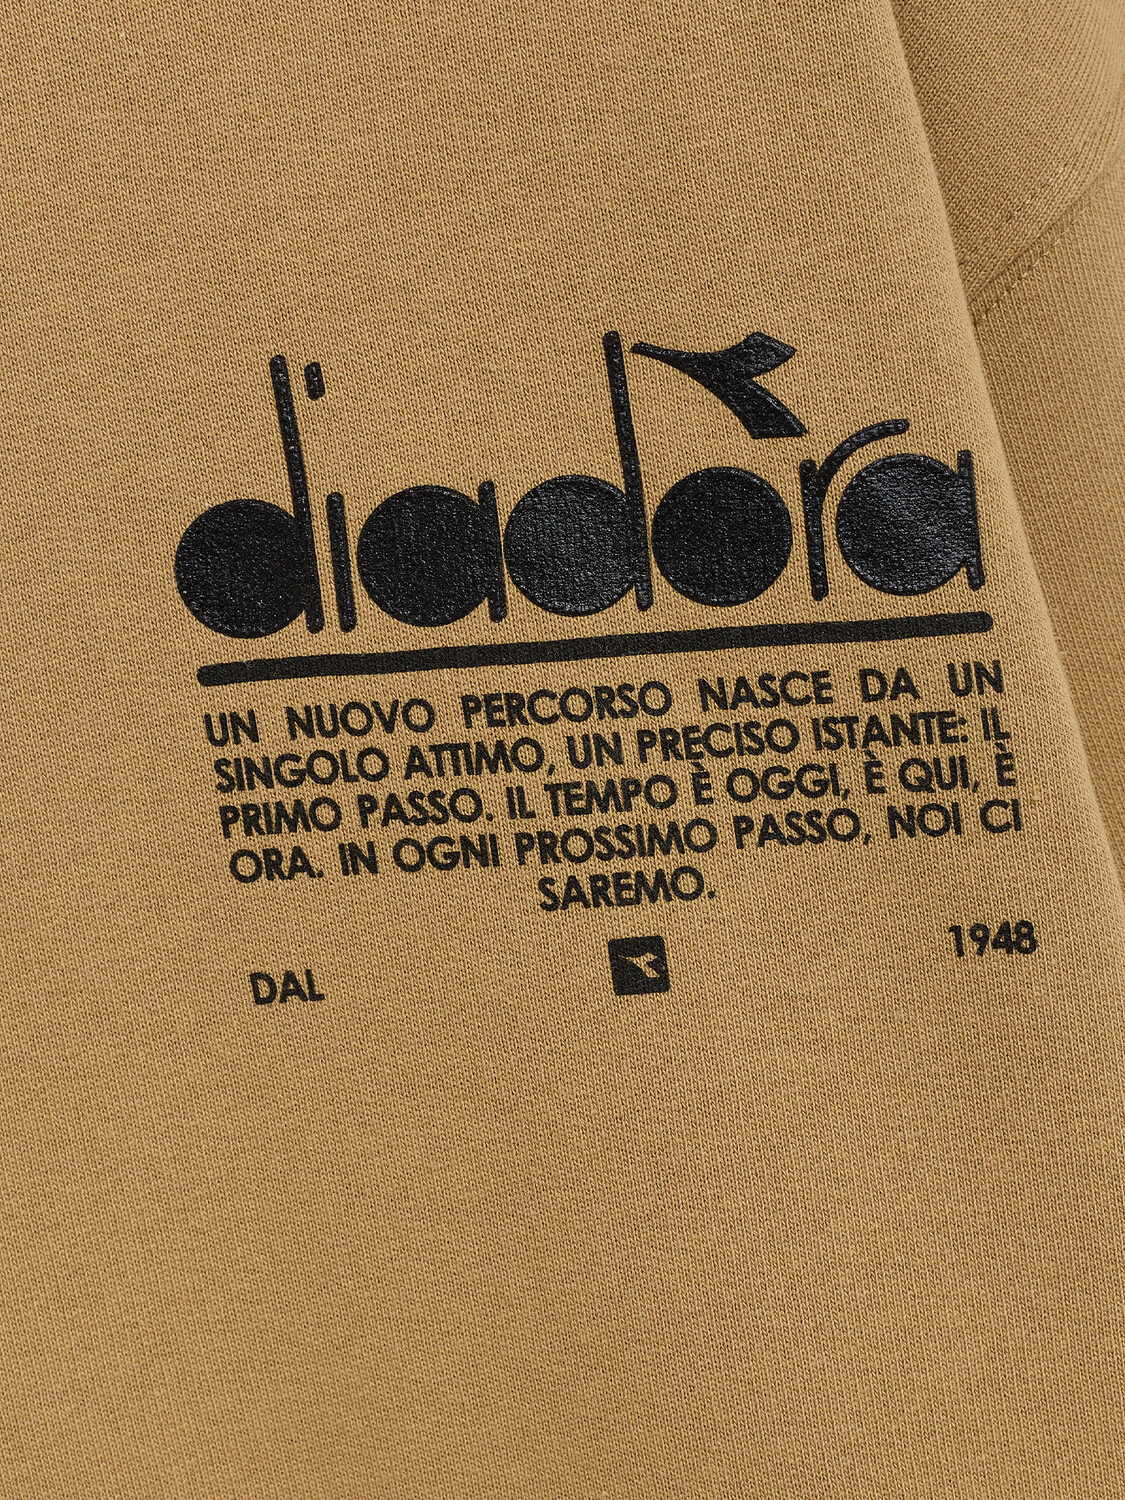 diadora
UN NUOVO PERCORSO NASCE DA UN
SINGOLO ATTIMO, UN PRECISO ISTANTE: IL
PRIMO PASSO. IL TEMPO È OGGI, È QUI, È
ORA. IN OGNI PROSSIMO PASSO, NOI CI
SAREMO.
DAL 1948